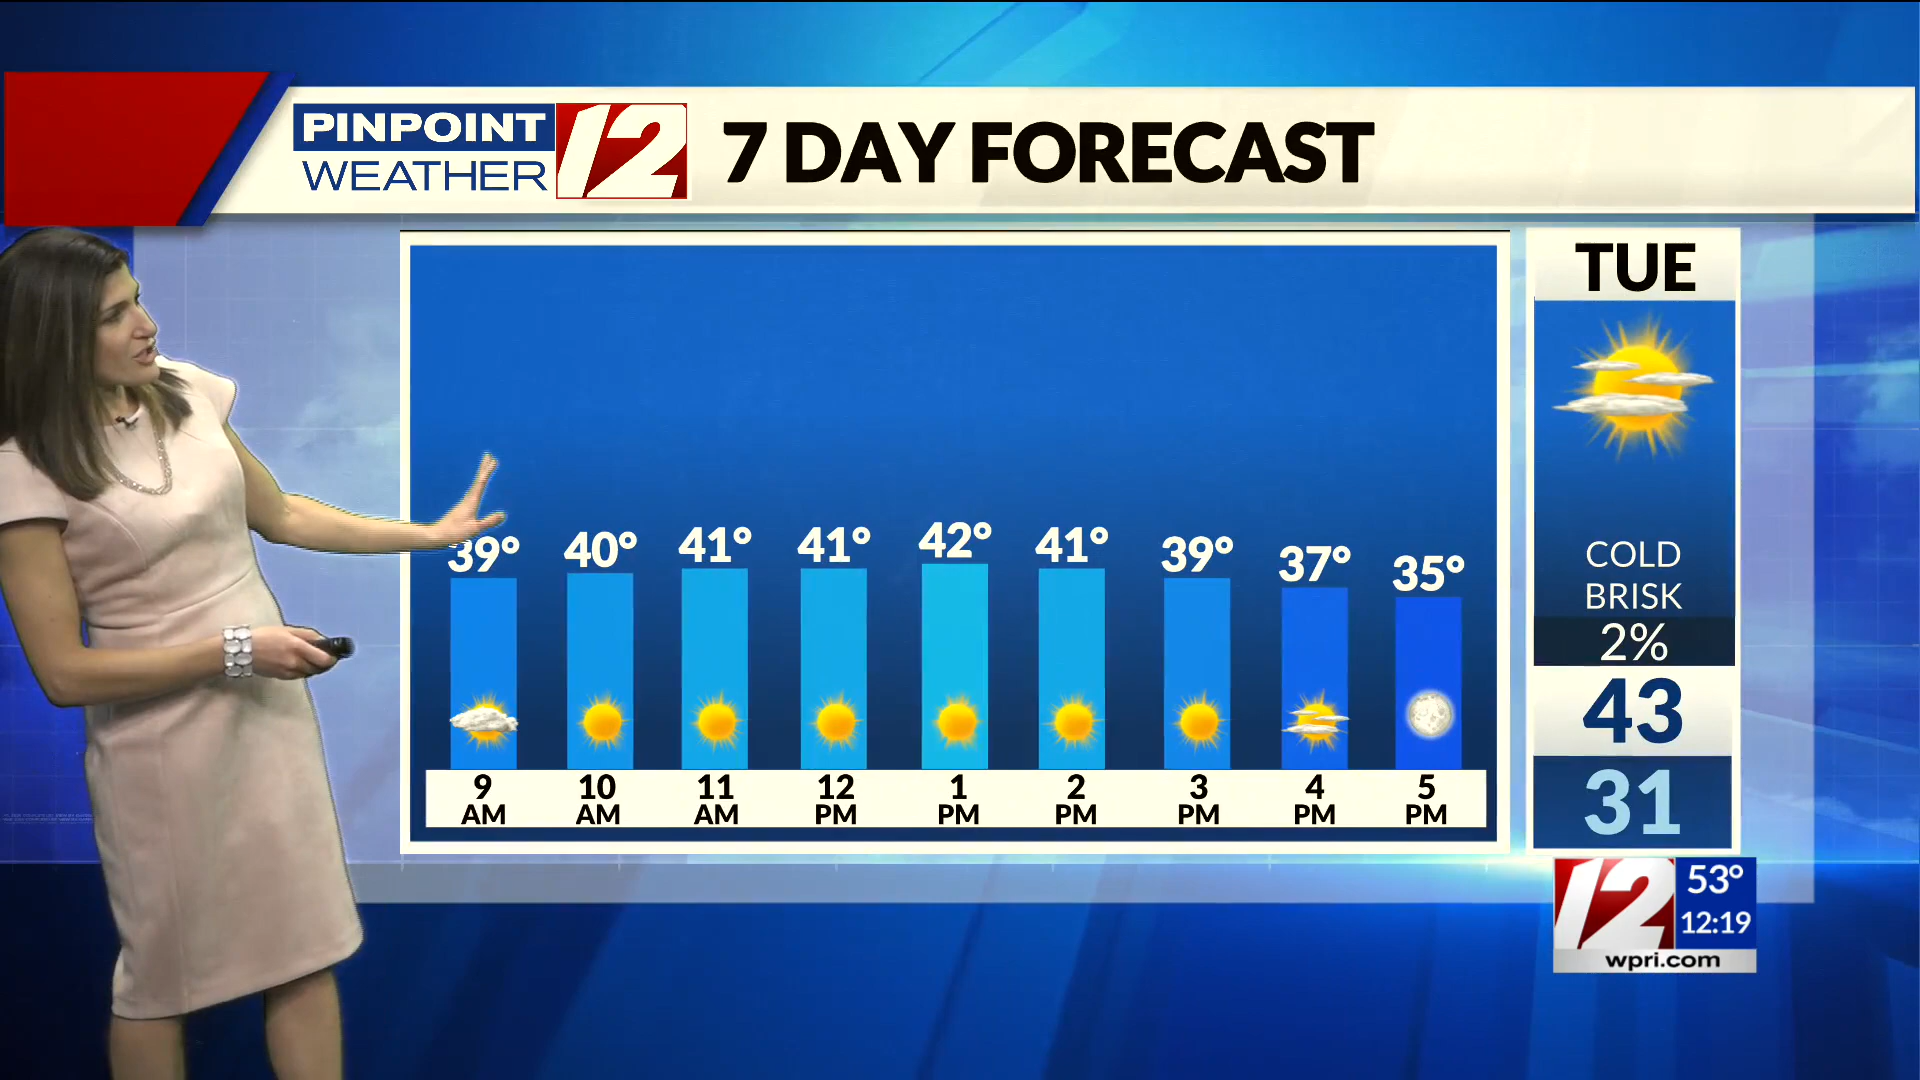 PINPOINT
WEATHER
12
7 DAY FORECAST
TUE
39° 40° 41° 41° 42° 41° 39° 37° 35°
9 AM
10 AM
11 AM
12 PM
1 PM
2 PM
3 PM
4 PM
5 PM
COLD
BRISK
2%
43
31
12
53°
12:19
wpri.com